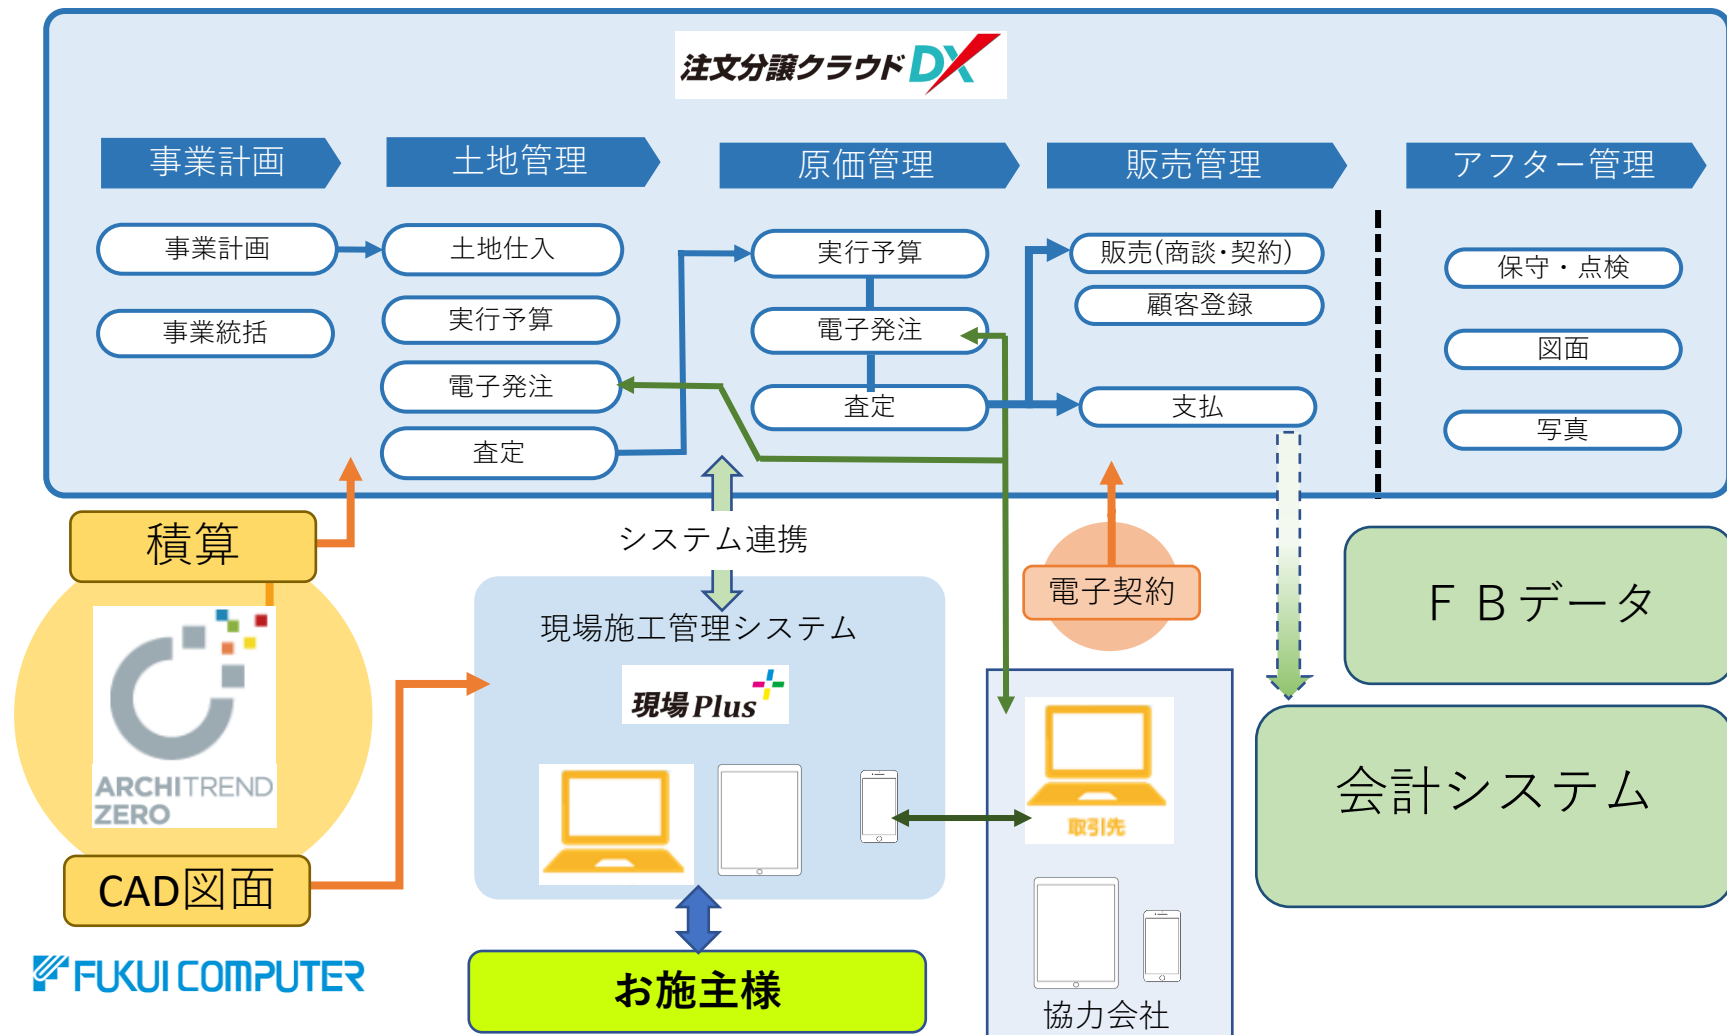 注文分譲クラウドDX
事業計画
土地管理
原価管理
販売管理
アフター管理
事業計画
事業統括
土地仕入
実行予算
電子発注
査定
実行予算
電子発注
査定
販売(商談・契約)
顧客登録
支払
保守・点検
図面
写真
積算
ARCHITREND
ZERO
CAD図面
FUKUI COMPUTER
システム連携
現場施工管理システム
現場Plus
お施主様
電子契約
取引先
協力会社
ＦＢデータ
会計システム